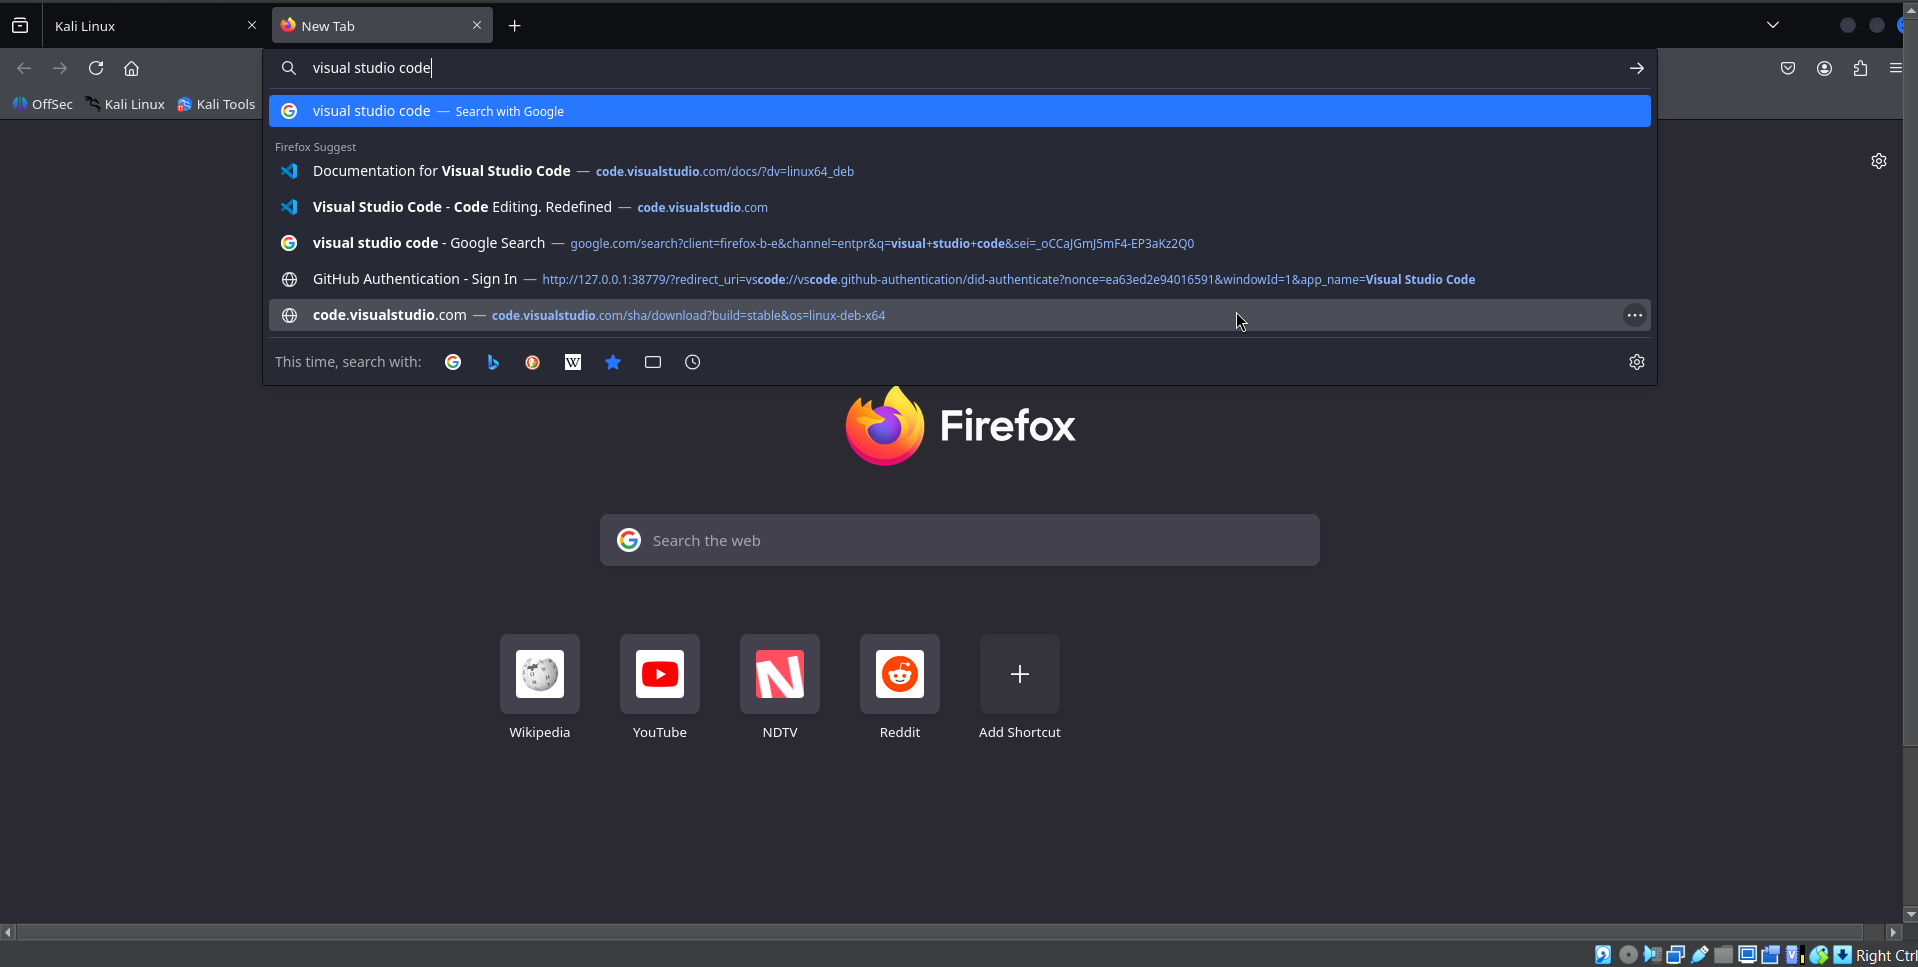 Kali Linux
New Tab
visual studio code
OffSec
Kali Linux
Kali Tools
visual studio code — Search with Google
Firefox Suggest
Documentation for Visual Studio Code — code.visualstudio.com/docs/?dv=linux64_deb
Visual Studio Code - Code Editing. Redefined — code.visualstudio.com
visual studio code - Google Search — google.com/search?client=firefox-b-e&channel=entpr&q=visual+studio+code&sei=_oCCaJGmJ5mF4-EP3aKz2Q0
GitHub Authentication - Sign In — http://127.0.0.1:38779/?redirect_uri=vscode://vscode.github-authentication/did-authenticate?nonce=ea63ed2e94016591&windowId=1&app_name=Visual Studio Code
code.visualstudio.com — code.visualstudio.com/sha/download?build=stable&os=linux-deb-x64
This time, search with:
W
Firefox
Search the web
N
Wikipedia
YouTube
NDTV
Reddit
Add Shortcut
Right Ctrl